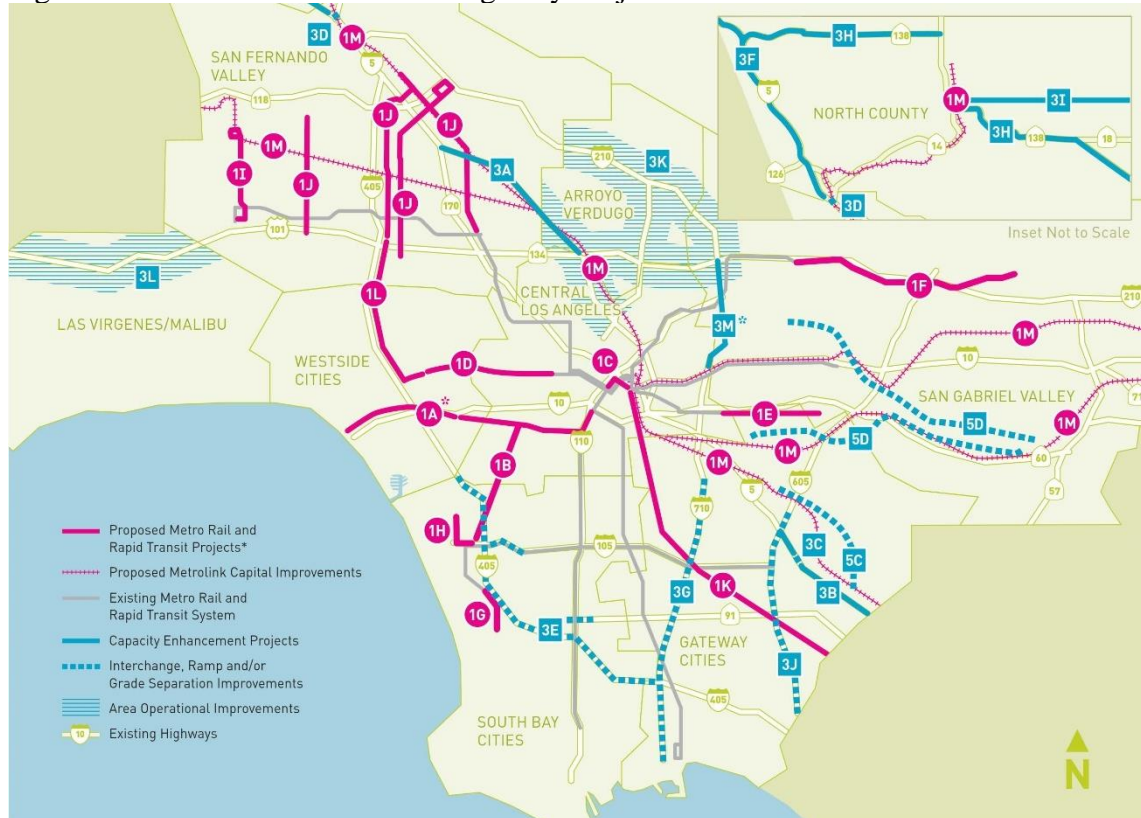 3D
1M
SAN FERNANDO
VALLEY
5
118
1J
1J
1M
1I
1J
405
1J
170
3A
210
3K
ARROYO
VERDUGO
101
134
3L
1M
CENTRAL
LOS ANGELES
LAS VIRGENES/MALIBU
1L
WESTSIDE
CITIES
1D
1C
3M*
1F
210
1M
10
SAN GABRIEL VALLEY
71
1A*
10
110
1E
5D
5D
1M
1M
60
57
1B
1M
605
5
710
1H
405
105
3C
5C
3G
1K
3B
1G
3E
91
GATEWAY
CITIES
3J
405
SOUTH BAY
CITIES
3H
138
3F
5
NORTH COUNTY
1M
3I
3H
138
18
14
126
3D
Inset Not to Scale
Proposed Metro Rail and
Rapid Transit Projects*
Proposed Metrolink Capital Improvements
Existing Metro Rail and
Rapid Transit System
Capacity Enhancement Projects
Interchange, Ramp and/or
Grade Separation Improvements
Area Operational Improvements
10
Existing Highways
N